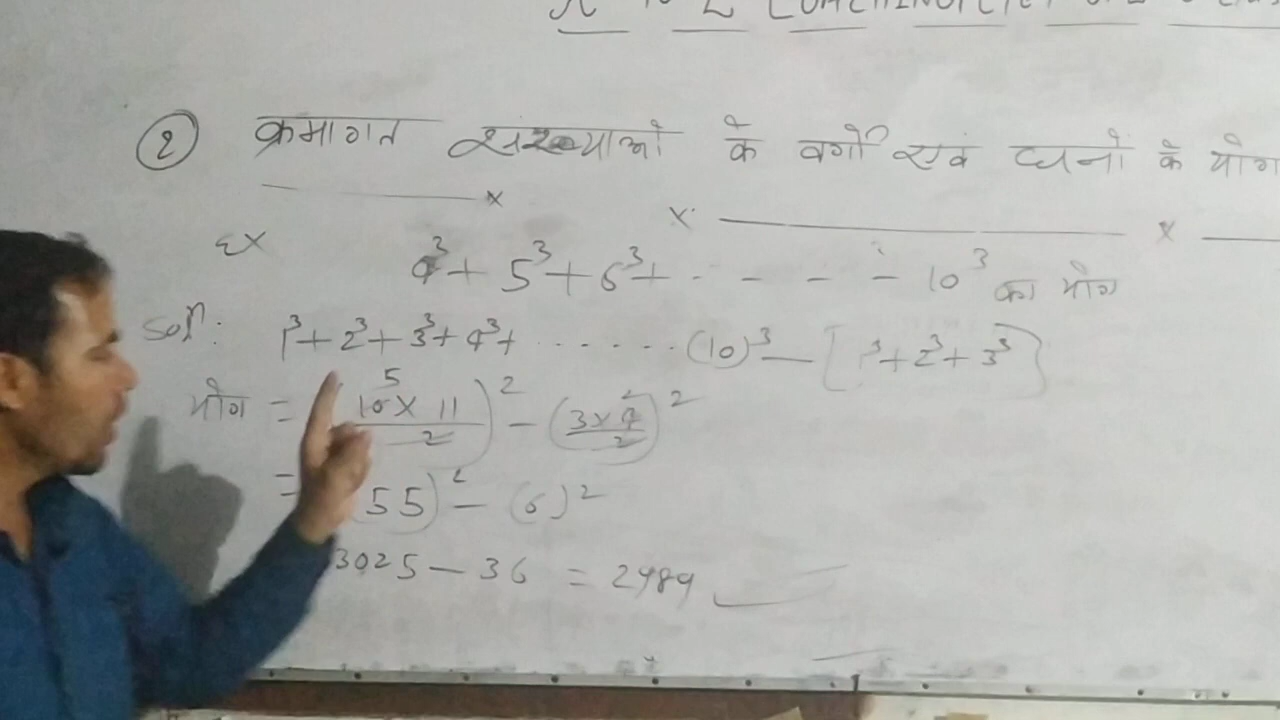 ② क्रमागत संख्याओ के वर्गों एवं घनो के योग
Ex 4³ + 5³ + 6³ + · - - - - 10³ का योग
Solⁿ: 1³ + 2³ + 3³ + 4³ + ······ (10)³ — [1³ + 2³ + 3³]
योग = (10 × 11 / 2)² − (3 × 4 / 2)²
= (55)² − (6)²
3025 − 36 = 2989